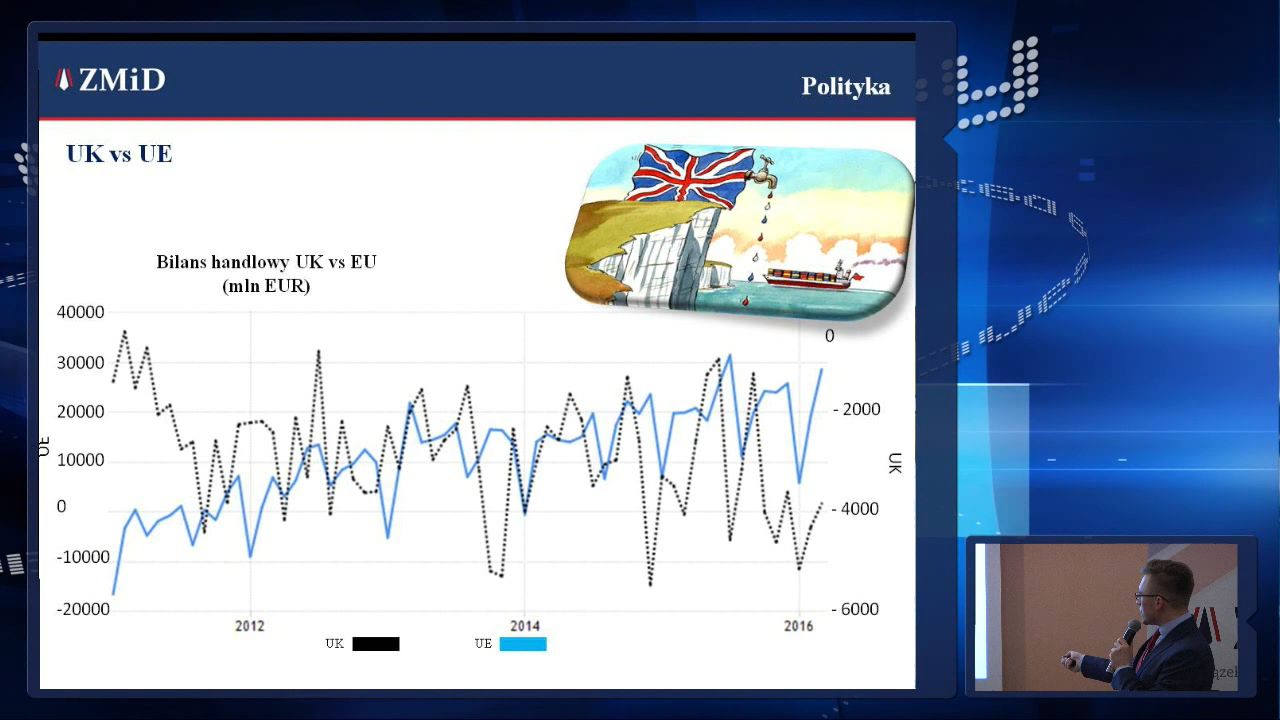 ZMiD
Polityka
UK vs UE
Bilans handlowy UK vs EU
(mln EUR)
40000
30000
20000
10000
0
-10000
-20000
UE
0
- 2000
- 4000
- 6000
UK
2012
2014
2016
UK
UE
ązek